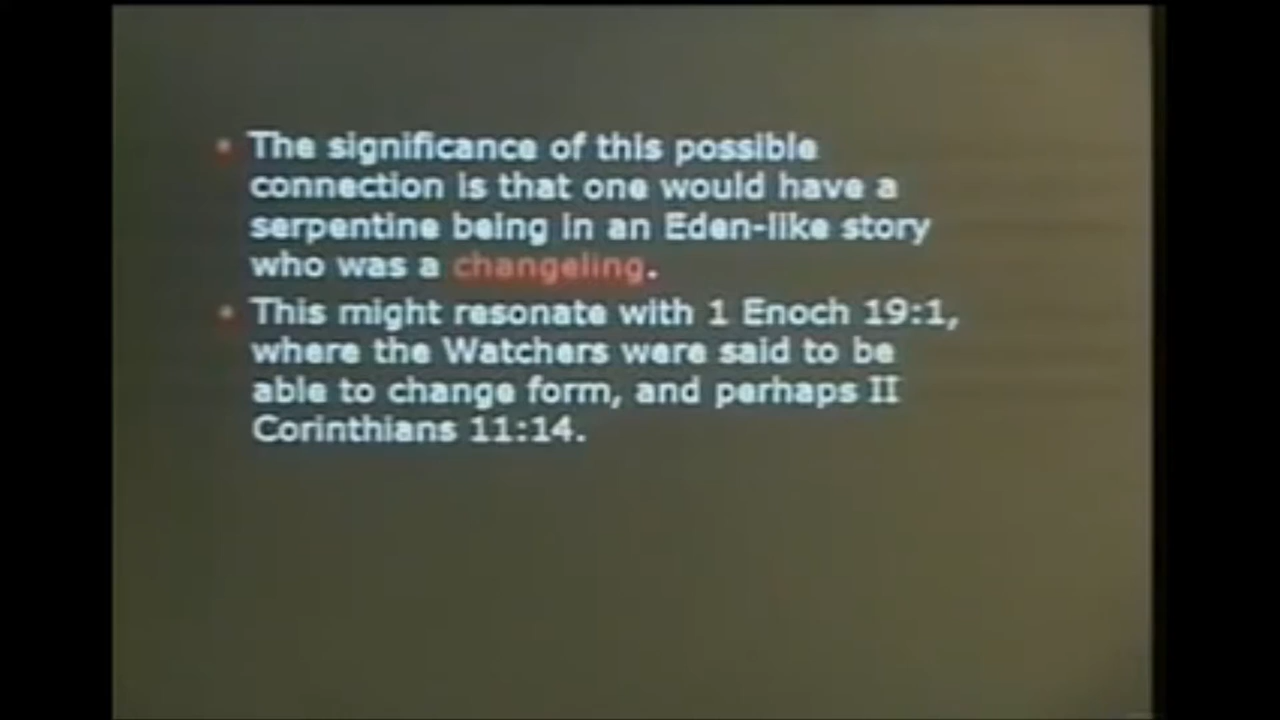 • The significance of this possible
connection is that one would have a
serpentine being in an Eden-like story
who was a changeling.
• This might resonate with 1 Enoch 19:1,
where the Watchers were said to be
able to change form, and perhaps II
Corinthians 11:14.